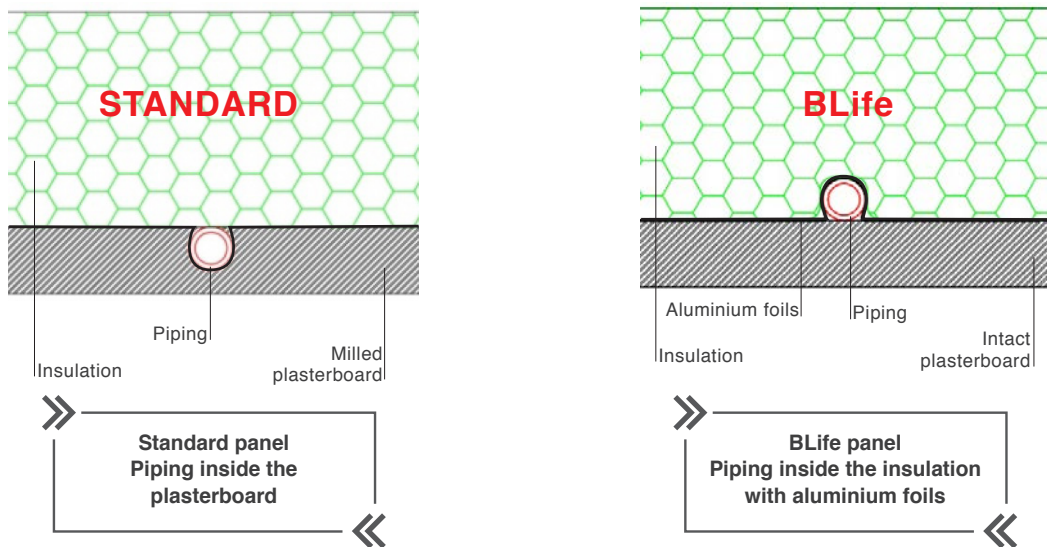 STANDARD
Piping
Milled
plasterboard
Insulation
Standard panel
Piping inside the
plasterboard
BLife
Aluminium foils
Piping
Intact
plasterboard
Insulation
BLife panel
Piping inside the insulation
with aluminium foils